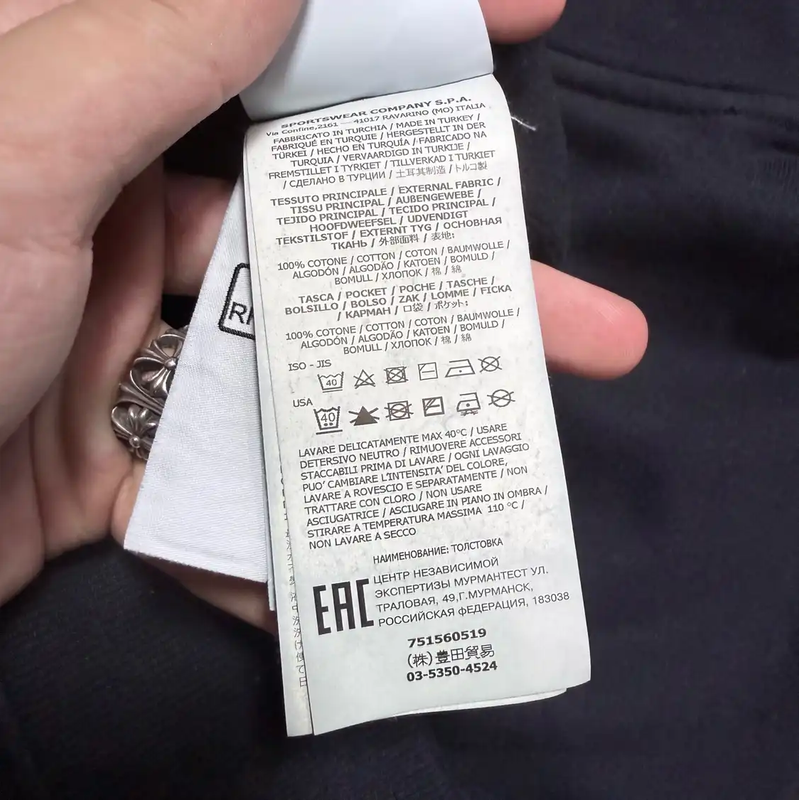 SPORTSWEAR COMPANY S.P.A.
Via Confine,2161 — 41017 RAVARINO (MO) ITALIA
FABBRICATO IN TURCHIA / MADE IN TURKEY /
FABRIQUÉ EN TURQUIE / HERGESTELLT IN DER
TÜRKEI / HECHO EN TURQUÍA / FABRICADO NA
TURQUIA / VERVAARDIGD IN TURKIJE /
FREMSTILLET I TYRKIET / TILLVERKAD I TURKIET
/ СДЕЛАНО В ТУРЦИИ / 土耳其制造 / トルコ製
TESSUTO PRINCIPALE / EXTERNAL FABRIC /
TISSU PRINCIPAL / AUßENGEWEBE /
TEJIDO PRINCIPAL / TECIDO PRINCIPAL /
HOOFDWEEFSEL / UDVENDIGT
TEKSTILSTOF / EXTERNT TYG / ОСНОВНАЯ
ТКАНЬ / 外部面料 / 表地:
100% COTONE / COTTON / COTON / BAUMWOLLE /
ALGODÓN / ALGODÃO / KATOEN / BOMULD /
BOMULL / ХЛОПОК / 棉 / 綿
TASCA / POCKET / POCHE / TASCHE /
BOLSILLO / BOLSO / ZAK / LOMME / FICKA
/ КАРМАН / 口袋 / ポケット:
100% COTONE / COTTON / COTON / BAUMWOLLE /
ALGODÓN / ALGODÃO / KATOEN / BOMULD /
BOMULL / ХЛОПОК / 棉 / 綿
ISO - JIS
40
USA
40
LAVARE DELICATAMENTE MAX 40°C / USARE
DETERSIVO NEUTRO / RIMUOVERE ACCESSORI
STACCABILI PRIMA DI LAVARE / OGNI LAVAGGIO
PUO' CAMBIARE L'INTENSITA' DEL COLORE,
LAVARE A ROVESCIO E SEPARATAMENTE / NON
TRATTARE CON CLORO / NON USARE
ASCIUGATRICE / ASCIUGARE IN PIANO IN OMBRA /
STIRARE A TEMPERATURA MASSIMA 110 °C /
NON LAVARE A SECCO
НАИМЕНОВАНИЕ: ТОЛСТОВКА
EAC
ЦЕНТР НЕЗАВИСИМОЙ
ЭКСПЕРТИЗЫ МУРМАНТЕСТ УЛ.
ТРАЛОВАЯ, 49,Г.МУРМАНСК,
РОССИЙСКАЯ ФЕДЕРАЦИЯ, 183038
751560519
(株)豊田貿易
03-5350-4524